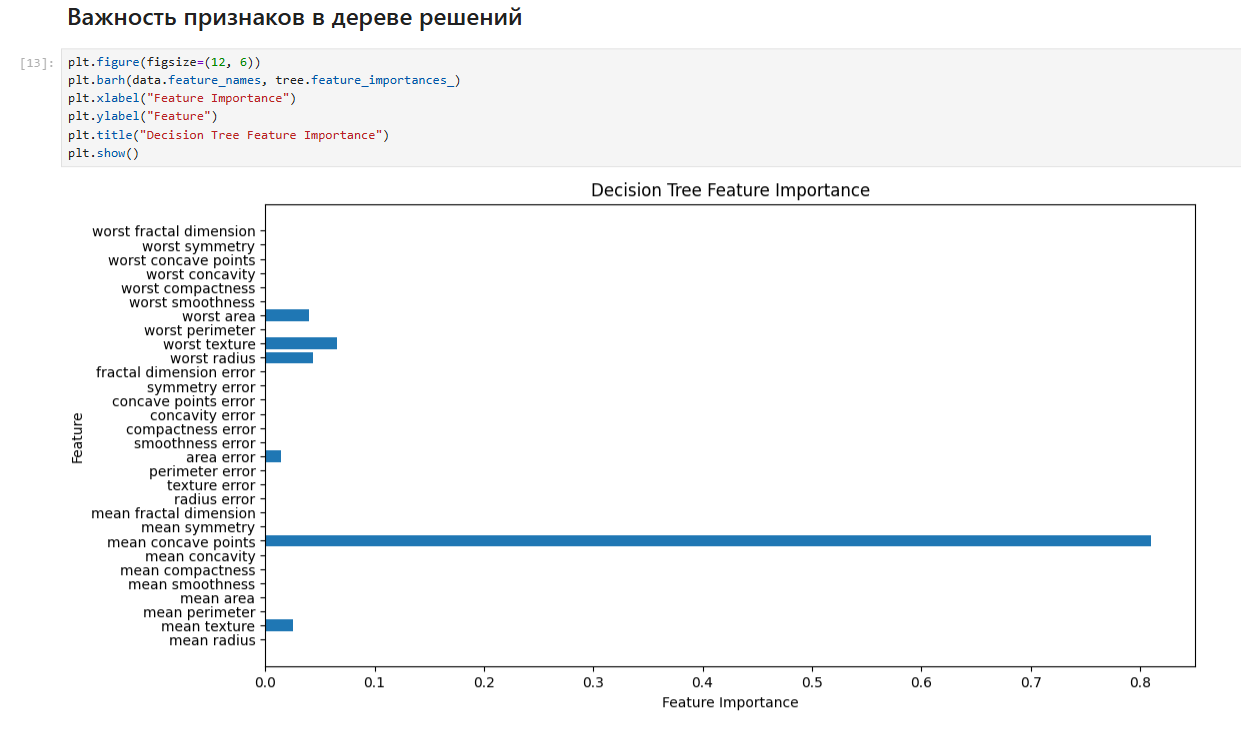 Важность признаков в дереве решений
[13]:
plt.figure(figsize=(12, 6))
plt.barh(data.feature_names, tree.feature_importances_)
plt.xlabel("Feature Importance")
plt.ylabel("Feature")
plt.title("Decision Tree Feature Importance")
plt.show()
Decision Tree Feature Importance
worst fractal dimension
worst symmetry
worst concave points
worst concavity
worst compactness
worst smoothness
worst area
worst perimeter
worst texture
worst radius
fractal dimension error
symmetry error
concave points error
concavity error
compactness error
smoothness error
area error
perimeter error
texture error
radius error
mean fractal dimension
mean symmetry
mean concave points
mean concavity
mean compactness
mean smoothness
mean area
mean perimeter
mean texture
mean radius
Feature
0.0 0.1 0.2 0.3 0.4 0.5 0.6 0.7 0.8
Feature Importance